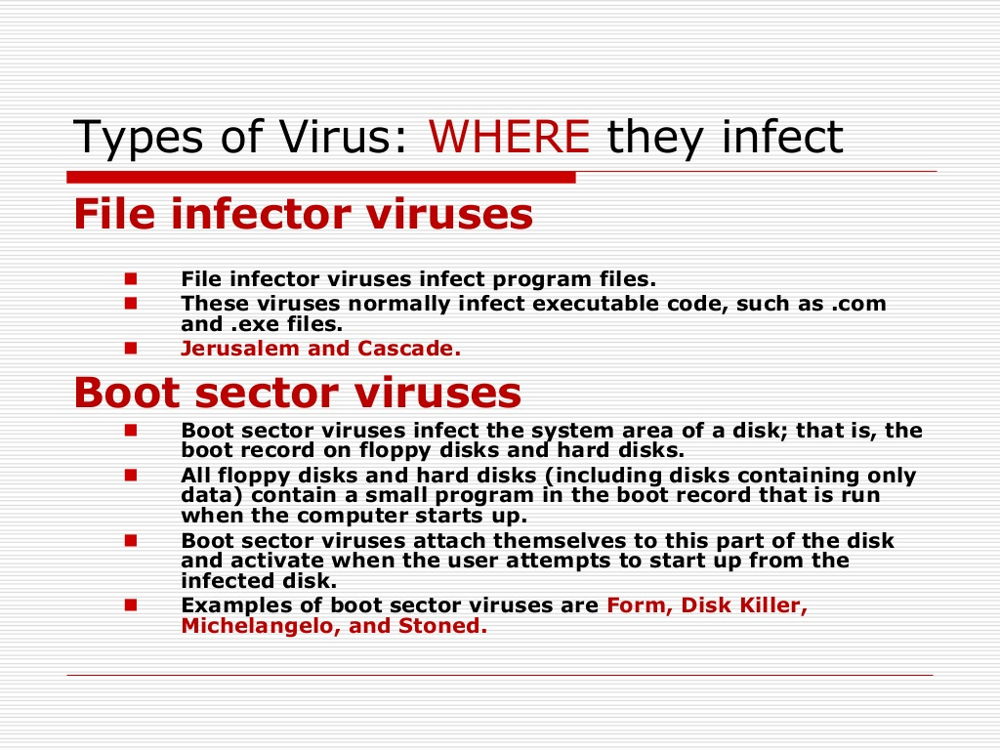 Types of Virus: WHERE they infect
File infector viruses
File infector viruses infect program files.
These viruses normally infect executable code, such as .com
and .exe files.
Jerusalem and Cascade.
Boot sector viruses
Boot sector viruses infect the system area of a disk; that is, the
boot record on floppy disks and hard disks.
All floppy disks and hard disks (including disks containing only
data) contain a small program in the boot record that is run
when the computer starts up.
Boot sector viruses attach themselves to this part of the disk
and activate when the user attempts to start up from the
infected disk.
Examples of boot sector viruses are Form, Disk Killer,
Michelangelo, and Stoned.